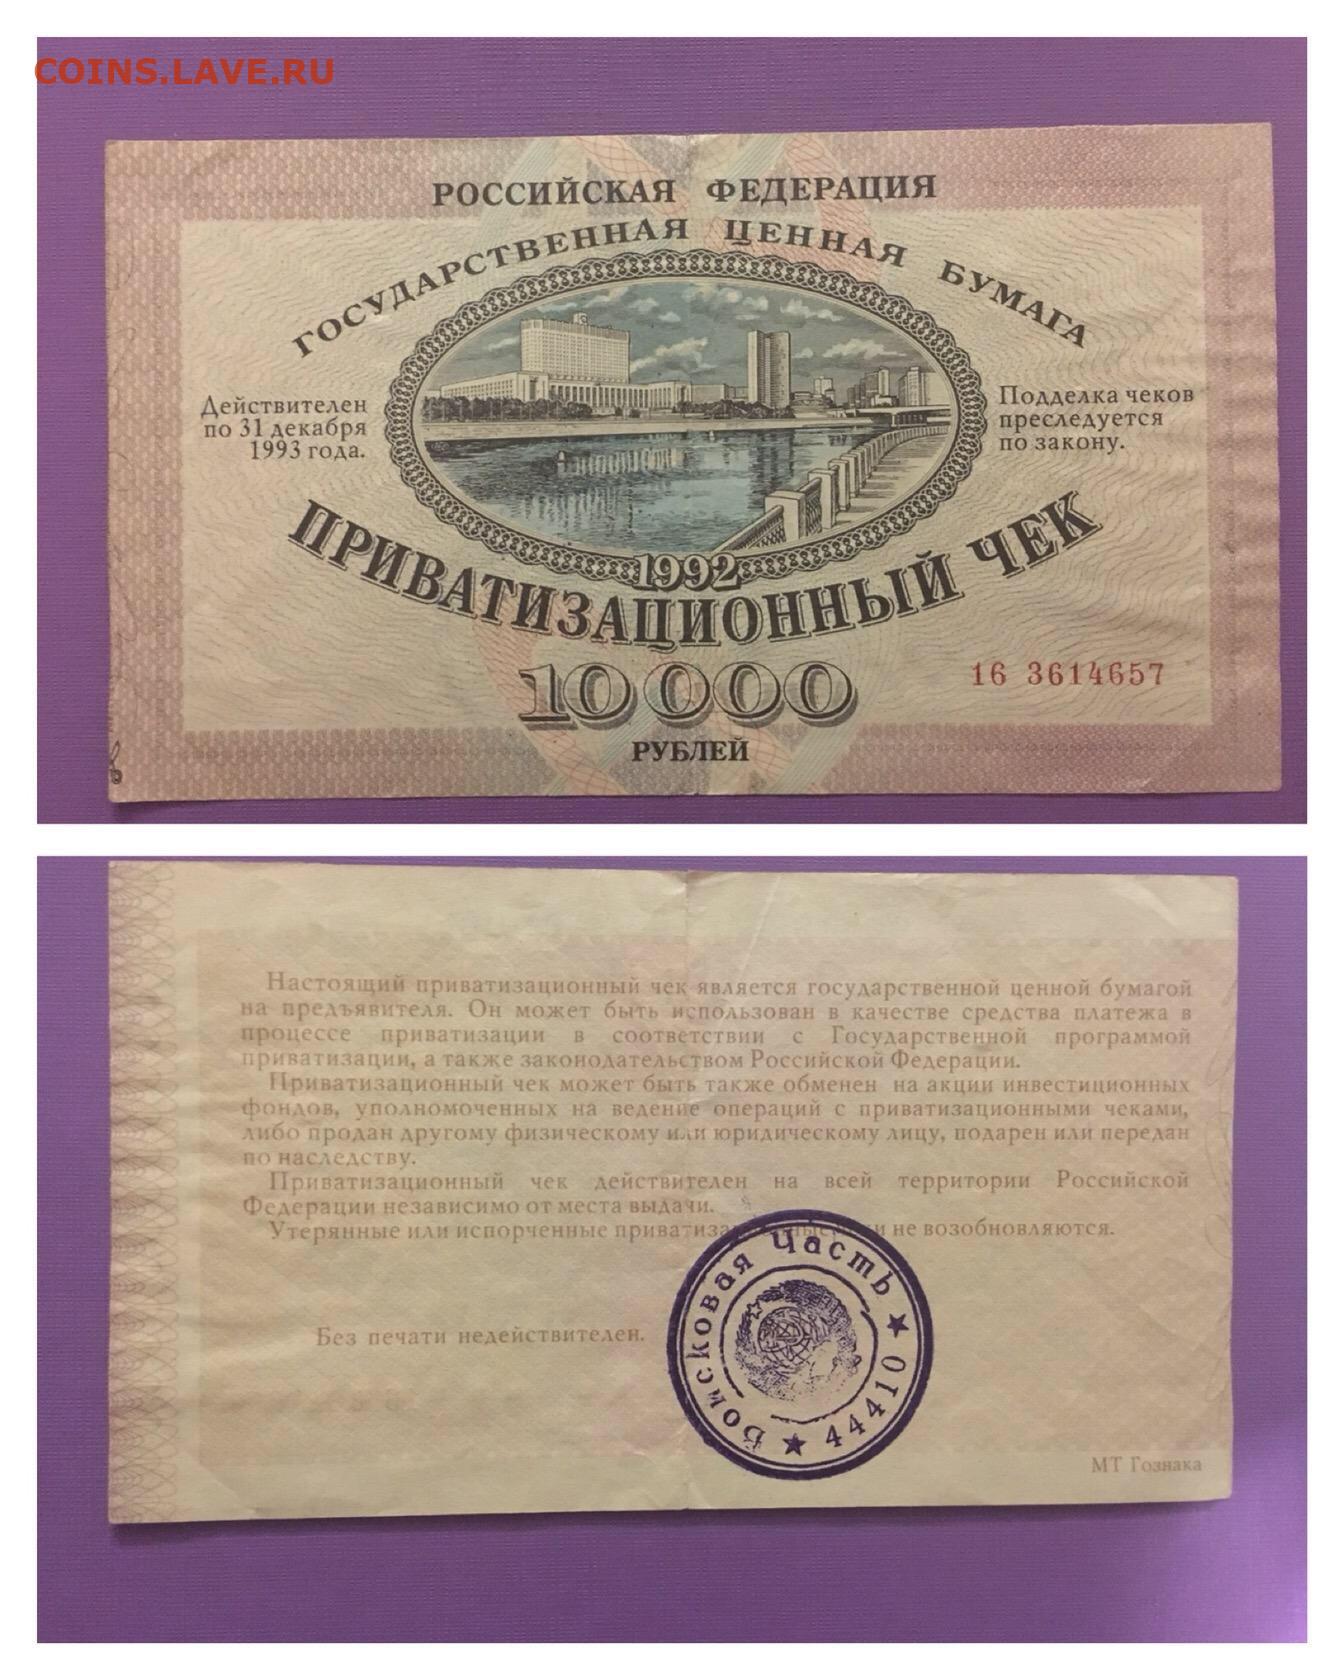 COINS.LAVE.RU
РОССИЙСКАЯ ФЕДЕРАЦИЯ
ГОСУДАРСТВЕННАЯ ЦЕННАЯ БУМАГА
Действителен
по 31 декабря
1993 года.
Подделка чеков
преследуется
по закону.
1992
ПРИВАТИЗАЦИОННЫЙ ЧЕК
10 000
РУБЛЕЙ
16 3614657
Настоящий приватизационный чек является государственной ценной бумагой
на предъявителя. Он может быть использован в качестве средства платежа в
процессе приватизации в соответствии с Государственной программой
приватизации, а также законодательством Российской Федерации.
Приватизационный чек может быть также обменен на акции инвестиционных
фондов, уполномоченных на ведение операций с приватизационными чеками,
либо продан другому физическому или юридическому лицу, подарен или передан
по наследству.
Приватизационный чек действителен на всей территории Российской
Федерации независимо от места выдачи.
Утерянные или испорченные не возобновляются.
Без печати недействителен.
Войсковая Часть
44410
МТ Гознака